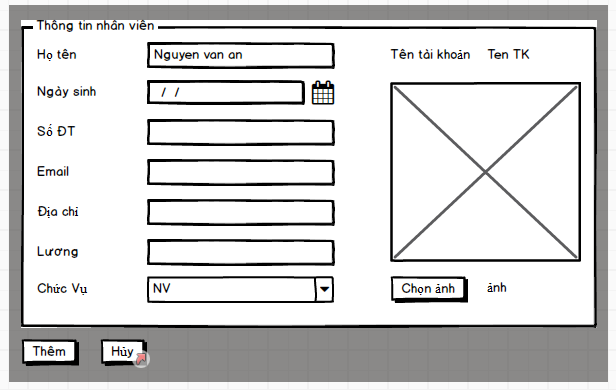 Thông tin nhân viên
Họ tên
Nguyen van an
Tên tài khoản
Ten TK
Ngày sinh
/ /
Số ĐT
Email
Địa chỉ
Lương
Chức Vụ
NV
Chọn ảnh
ảnh
Thêm
Hủy